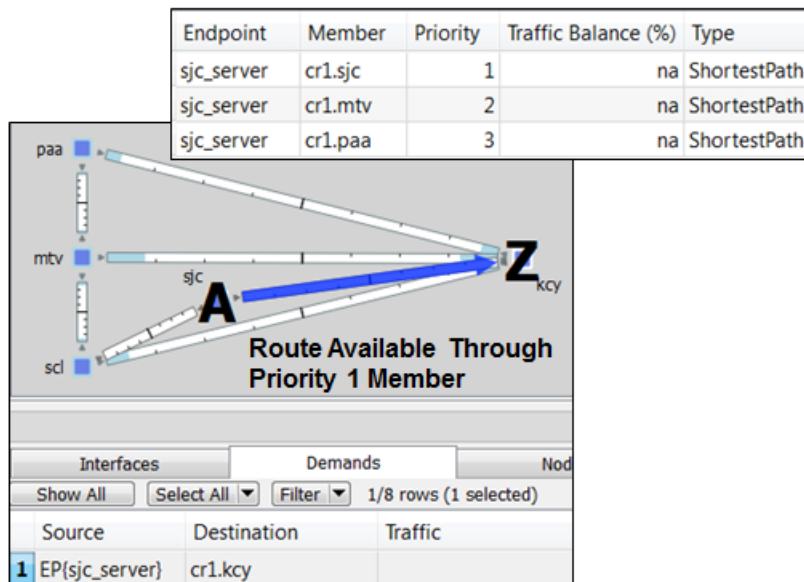 Endpoint Member Priority Traffic Balance (%) Type
sjc_server cr1.sjc 1 na ShortestPath
sjc_server cr1.mtv 2 na ShortestPath
sjc_server cr1.paa 3 na ShortestPath
paa
mtv
sjc
A
Z
kcy
scl
Route Available Through
Priority 1 Member
Interfaces Demands Nod
Show All Select All Filter 1/8 rows (1 selected)
Source Destination Traffic
1 EP{sjc_server} cr1.kcy